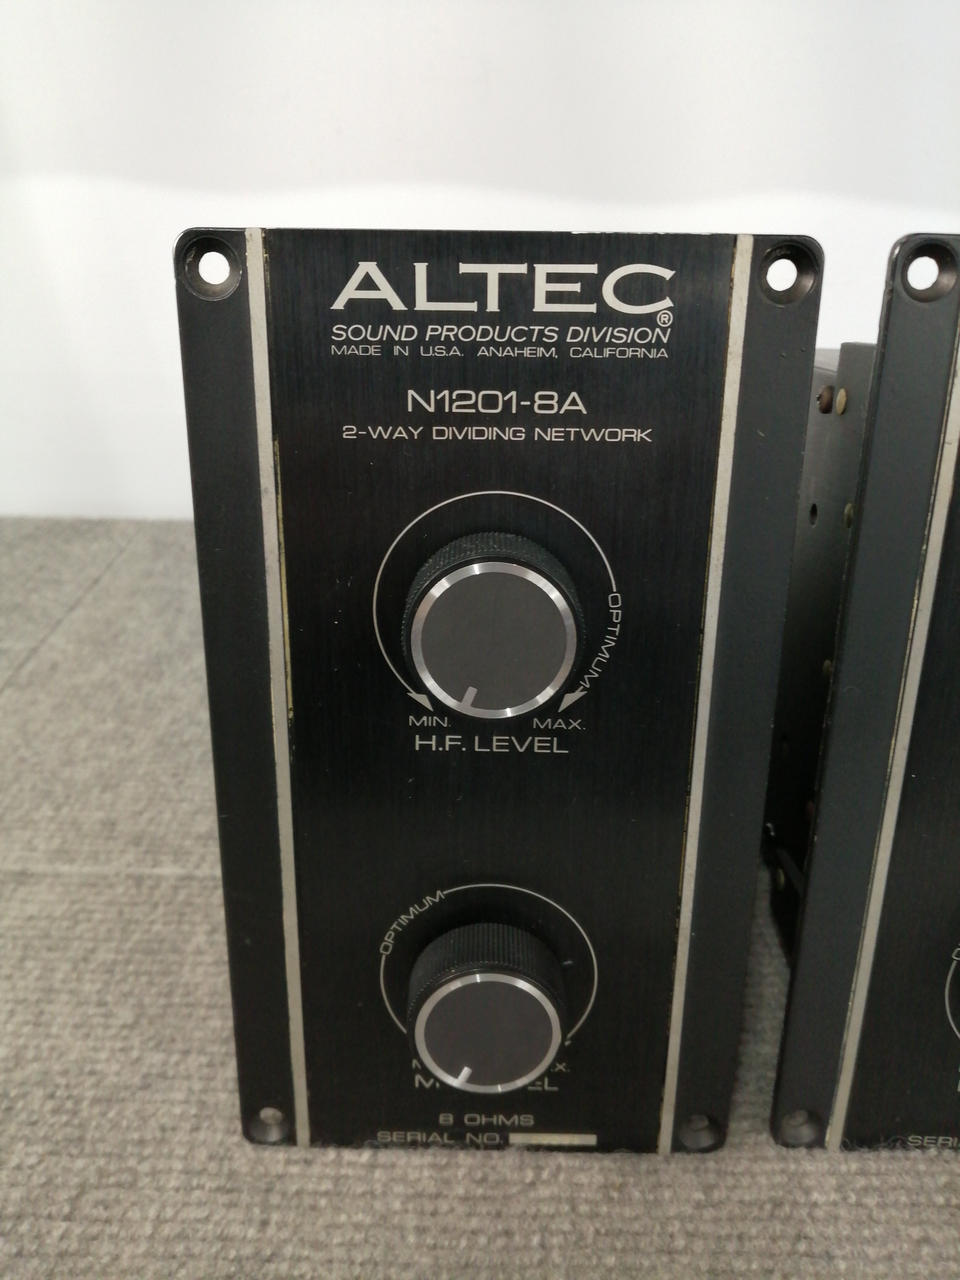 ALTEC®
SOUND PRODUCTS DIVISION
MADE IN U.S.A. ANAHEIM, CALIFORNIA
N1201-8A
2-WAY DIVIDING NETWORK
OPTIMUM
MIN. MAX.
H.F. LEVEL
OPTIMUM
8 OHMS
SERIAL NO.